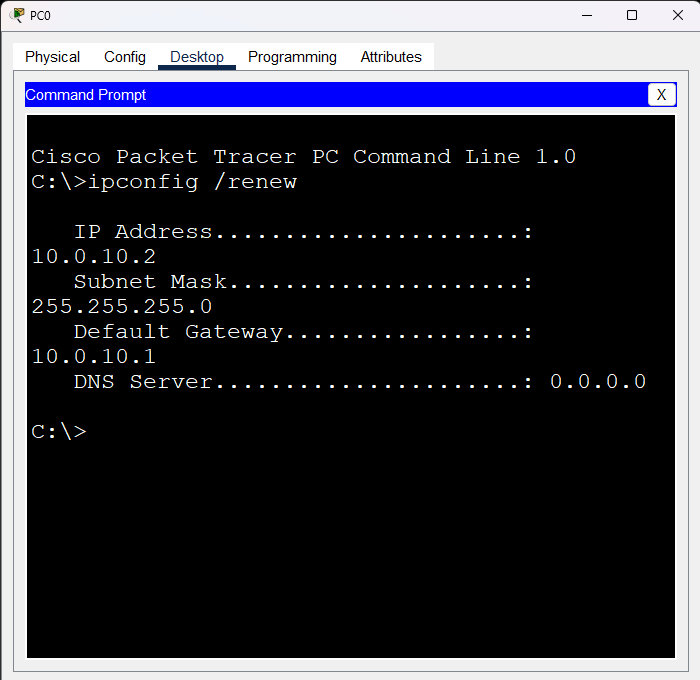 PC0
Physical Config Desktop Programming Attributes
Command Prompt X
Cisco Packet Tracer PC Command Line 1.0
C:\>ipconfig /renew
IP Address......................:
10.0.10.2
Subnet Mask.....................:
255.255.255.0
Default Gateway.................:
10.0.10.1
DNS Server......................: 0.0.0.0
C:\>